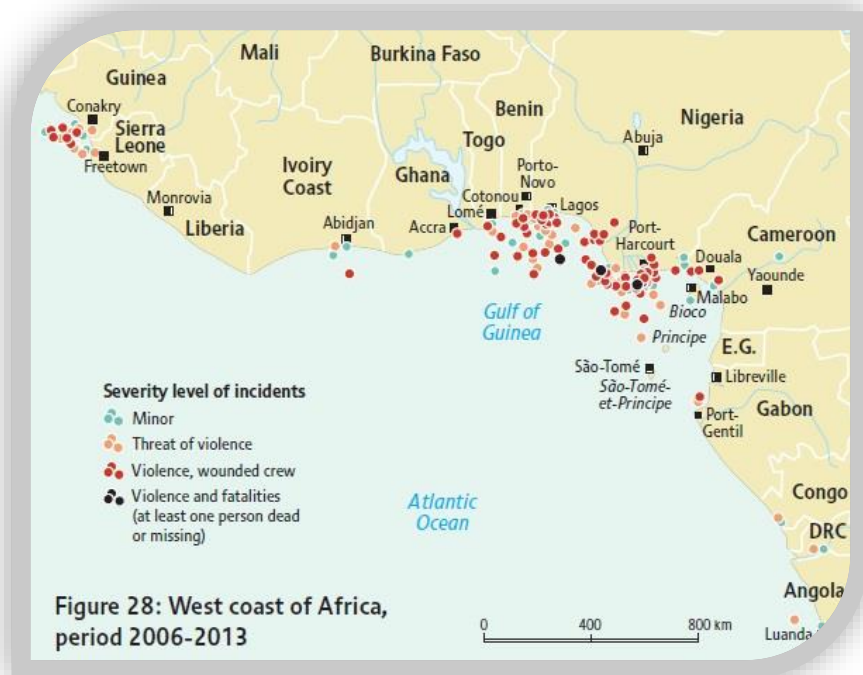 Mali
Burkina Faso
Guinea
Conakry
Sierra
Leone
Freetown
Benin
Nigeria
Togo
Abuja
Ivoiry
Coast
Ghana
Porto-
Novo
Cotonou
Lomé
Lagos
Monrovia
Liberia
Abidjan
Accra
Port-
Harcourt
Cameroon
Douala
Yaounde
Malabo
Bioco
Gulf of
Guinea
Principe
E.G.
São-Tomé
São-Tomé-
et-Principe
Libreville
Gabon
Port-
Gentil
Severity level of incidents
Minor
Threat of violence
Violence, wounded crew
Violence and fatalities
(at least one person dead
or missing)
Atlantic
Ocean
Congo
DRC
Angola
Luanda
Figure 28: West coast of Africa,
period 2006-2013
0 400 800 km